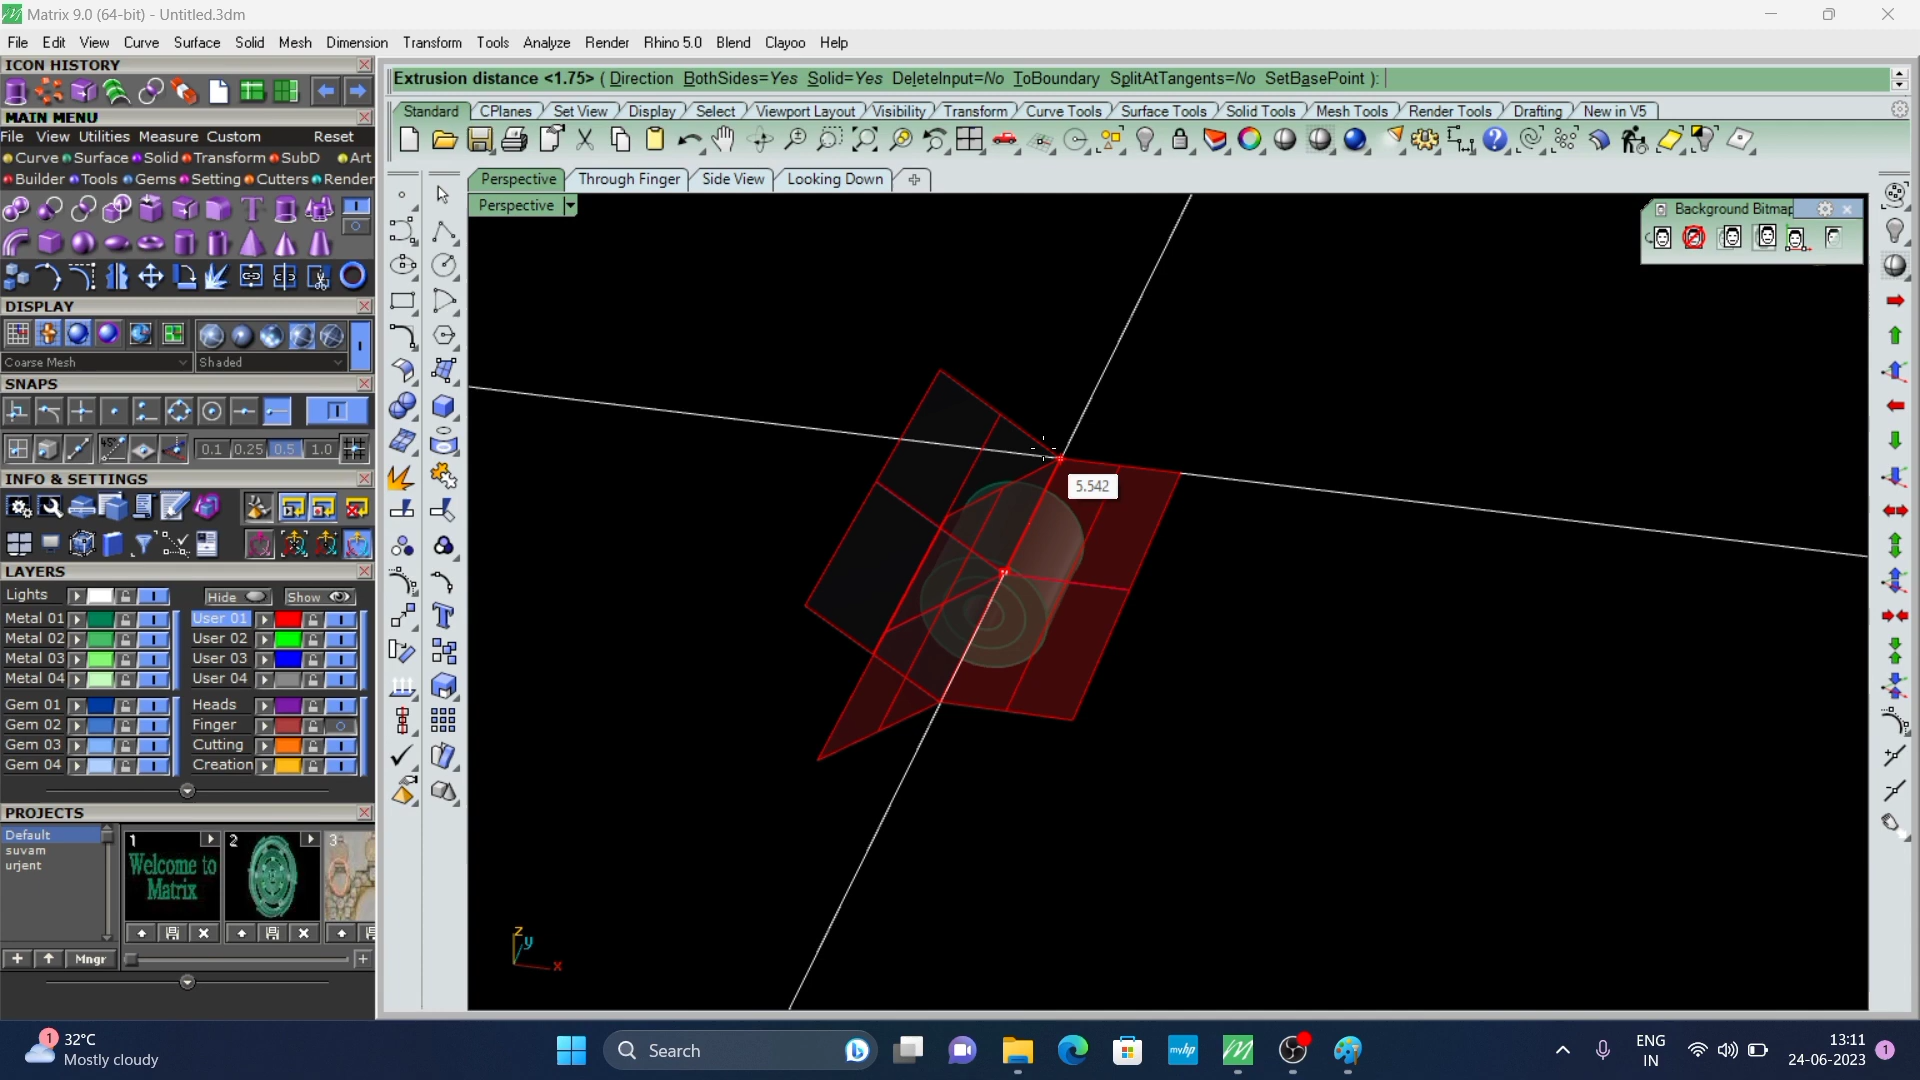 Matrix 9.0 (64-bit) - Untitled.3dm
File Edit View Curve Surface Solid Mesh Dimension Transform Tools Analyze Render Rhino 5.0 Blend Clayoo Help
ICON HISTORY
Extrusion distance <1.75> ( Direction BothSides=Yes Solid=Yes DeleteInput=No ToBoundary SplitAtTangents=No SetBasePoint ):
Standard CPlanes Set View Display Select Viewport Layout Visibility Transform Curve Tools Surface Tools Solid Tools Mesh Tools Render Tools Drafting New in V5
MAIN MENU
File View Utilities Measure Custom Reset
Curve Surface Solid Transform SubD Art
Builder Tools Gems Setting Cutters Render
Perspective Through Finger Side View Looking Down
Perspective
Background Bitmap
DISPLAY
Coarse Mesh Shaded
SNAPS
0.1 0.25 0.5 1.0
INFO & SETTINGS
5.542
LAYERS
Lights Hide Show
Metal 01 User 01
Metal 02 User 02
Metal 03 User 03
Metal 04 User 04
Gem 01 Heads
Gem 02 Finger
Gem 03 Cutting
Gem 04 Creation
PROJECTS
Default
suvam
urjent
1
Welcome to
Matrix
2
3
Mngr
z
y
x
1
32°C
Mostly cloudy
Search
myhp
ENG
IN
13:11
24-06-2023
1